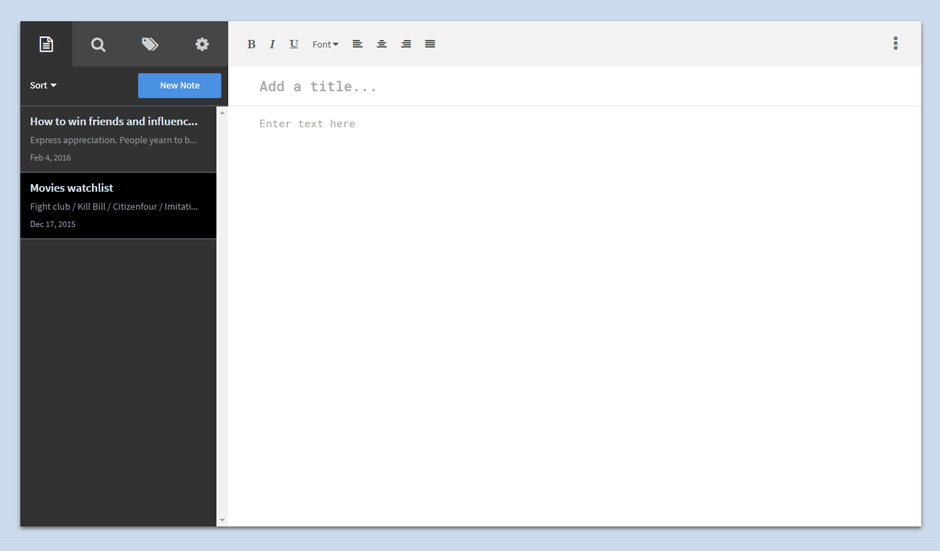 B I U Font
Sort
New Note
Add a title...
How to win friends and influenc...
Express appreciation. People yearn to b...
Feb 4, 2016
Enter text here
Movies watchlist
Fight club / Kill Bill / Citizenfour / Imitati...
Dec 17, 2015